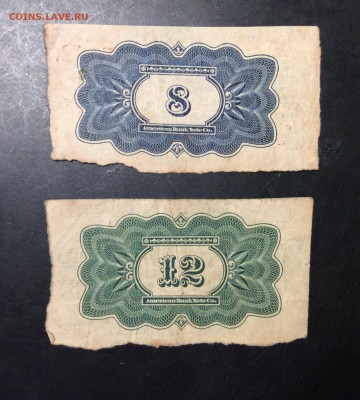 COINS.LAVE.RU
8
American Bank Note Co.
12
American Bank Note Co.